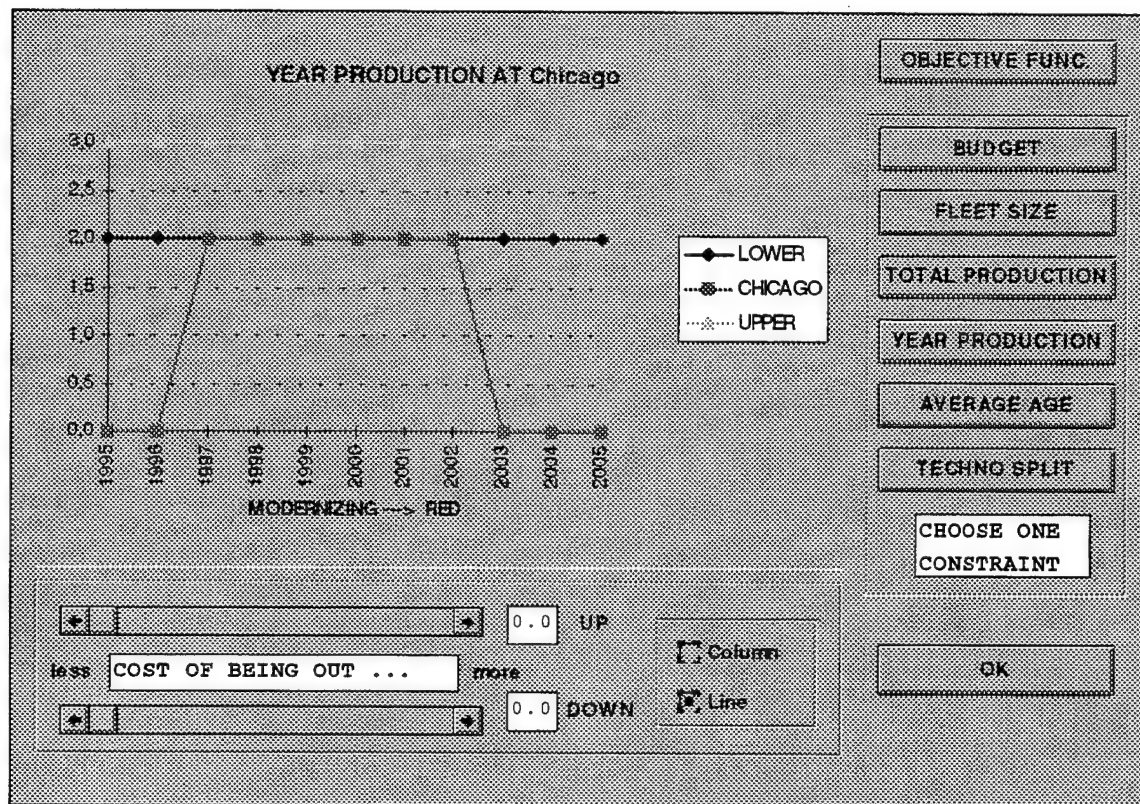 YEAR PRODUCTION AT Chicago
3,0
2,5
2,0
1,5
1,0
0,5
0,0
1995
1996
1997
1998
1999
2000
2001
2002
2003
2004
2005
MODERNIZING ---> RED
LOWER
CHICAGO
UPPER
OBJECTIVE FUNC.
BUDGET
FLEET SIZE
TOTAL PRODUCTION
YEAR PRODUCTION
AVERAGE AGE
TECHNO SPLIT
CHOOSE ONE
CONSTRAINT
0.0 UP
less COST OF BEING OUT ... more
0.0 DOWN
Column
Line
OK